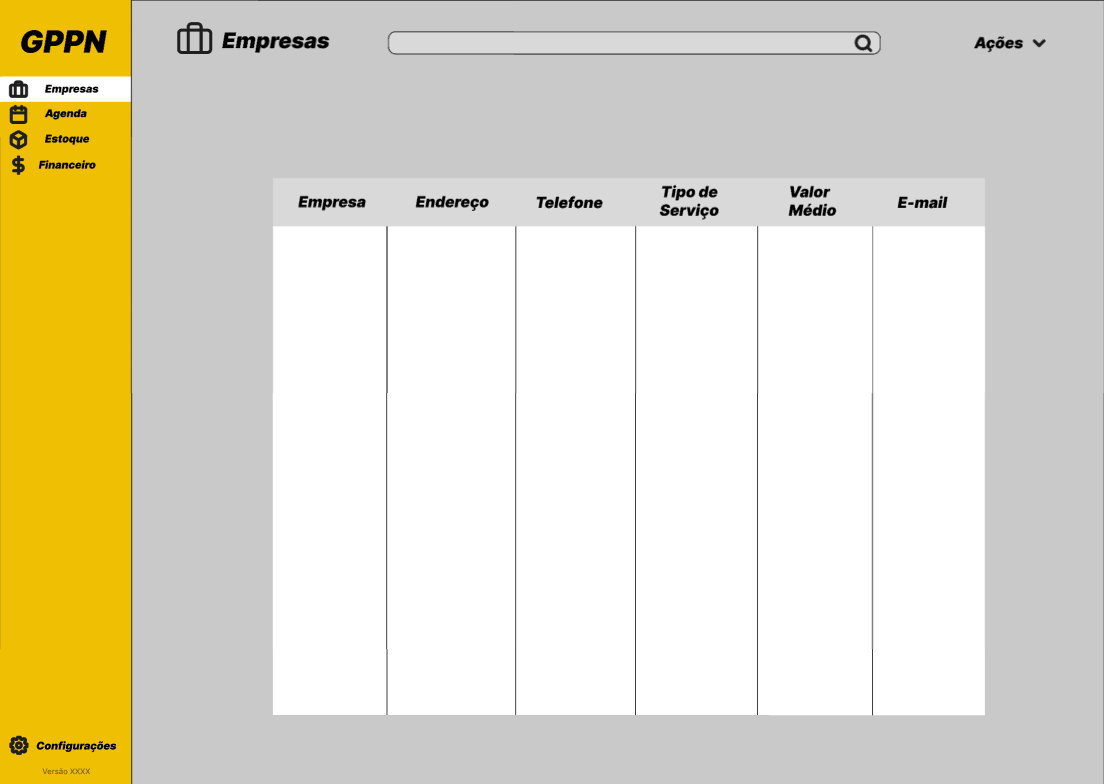 GPPN
Empresas
Agenda
Estoque
Financeiro
Configurações
Versão XXXX
Empresas
Ações
Empresa
Endereço
Telefone
Tipo de
Serviço
Valor
Médio
E-mail